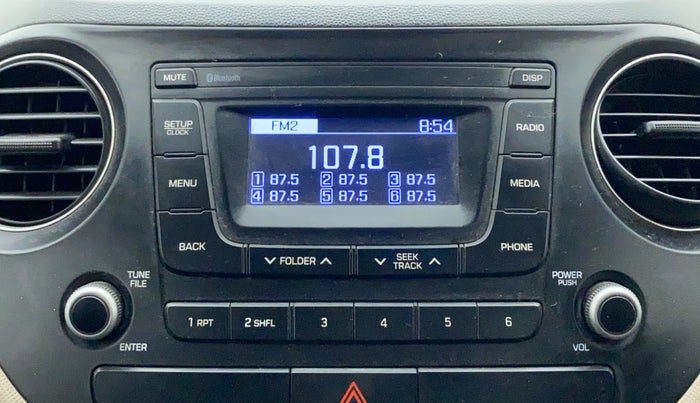 MUTE Bluetooth DISP
SETUP
CLOCK
FM2 8:54
RADIO
107.8
MENU
1 87.5 2 87.5 3 87.5
4 87.5 5 87.5 6 87.5
MEDIA
BACK
FOLDER
SEEK
TRACK
PHONE
TUNE
FILE
POWER
PUSH
1 RPT 2 SHFL 3 4 5 6
ENTER VOL